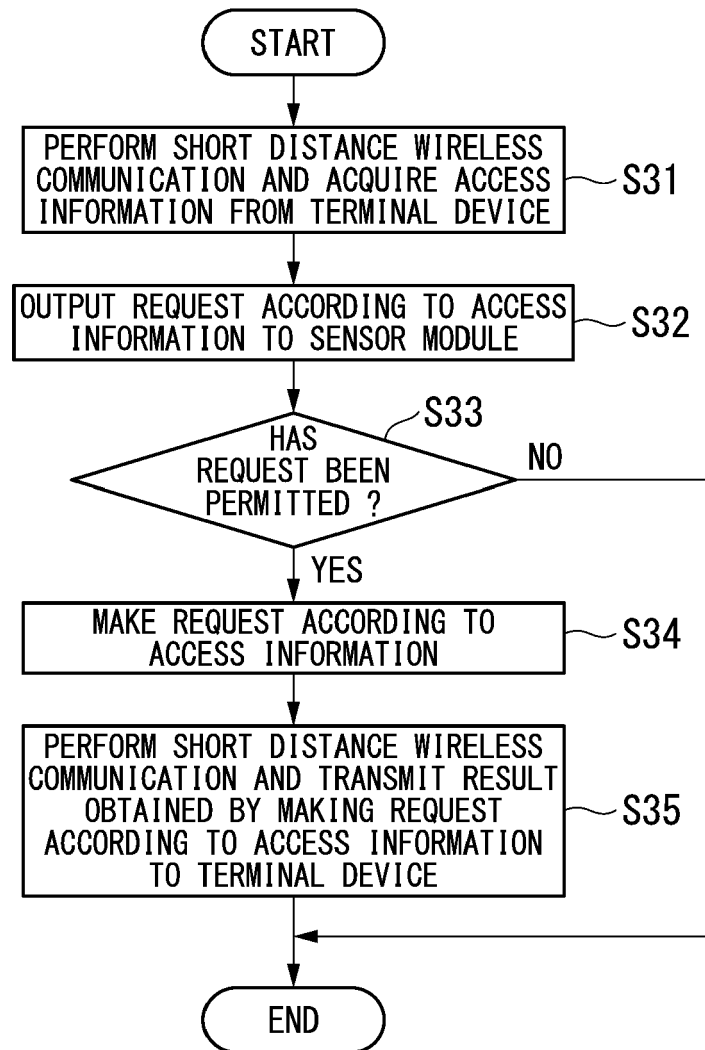 START
PERFORM SHORT DISTANCE WIRELESS
COMMUNICATION AND ACQUIRE ACCESS
INFORMATION FROM TERMINAL DEVICE
S31
OUTPUT REQUEST ACCORDING TO ACCESS
INFORMATION TO SENSOR MODULE
S32
S33
HAS
REQUEST BEEN
PERMITTED ?
NO
YES
MAKE REQUEST ACCORDING TO
ACCESS INFORMATION
S34
PERFORM SHORT DISTANCE WIRELESS
COMMUNICATION AND TRANSMIT RESULT
OBTAINED BY MAKING REQUEST
ACCORDING TO ACCESS INFORMATION
TO TERMINAL DEVICE
S35
END